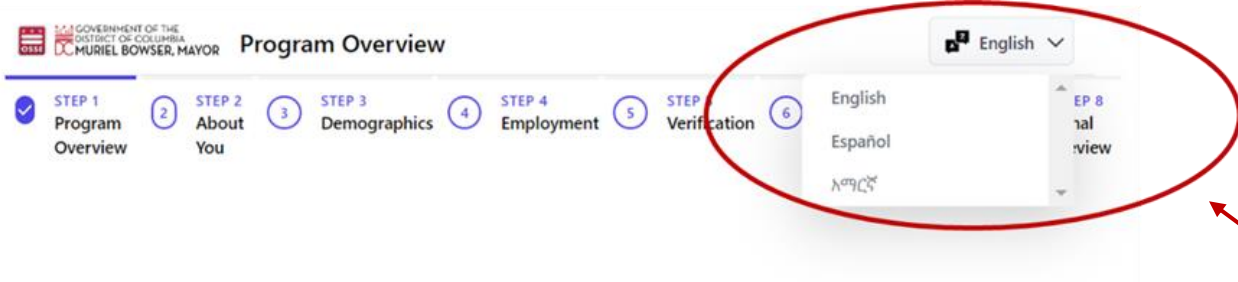 GOVERNMENT OF THE
DISTRICT OF COLUMBIA
DC MURIEL BOWSER, MAYOR
OSSE
Program Overview
English
STEP 1
Program
Overview
2
STEP 2
About
You
3
STEP 3
Demographics
4
STEP 4
Employment
5
STEP
Verification
6
English
Español
አማርኛ
EP 8
nal
eview